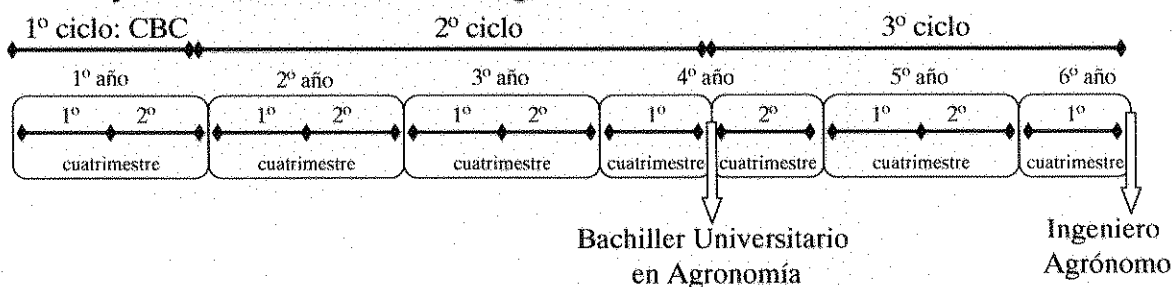 1º ciclo: CBC 2º ciclo 3º ciclo
1º año 2º año 3º año 4º año 5º año 6º año
1º 2º 1º 2º 1º 2º 1º 2º 1º 2º 1º
cuatrimestre cuatrimestre cuatrimestre cuatrimestre cuatrimestre cuatrimestre cuatrimestre
Bachiller Universitario
en Agronomía
Ingeniero
Agrónomo